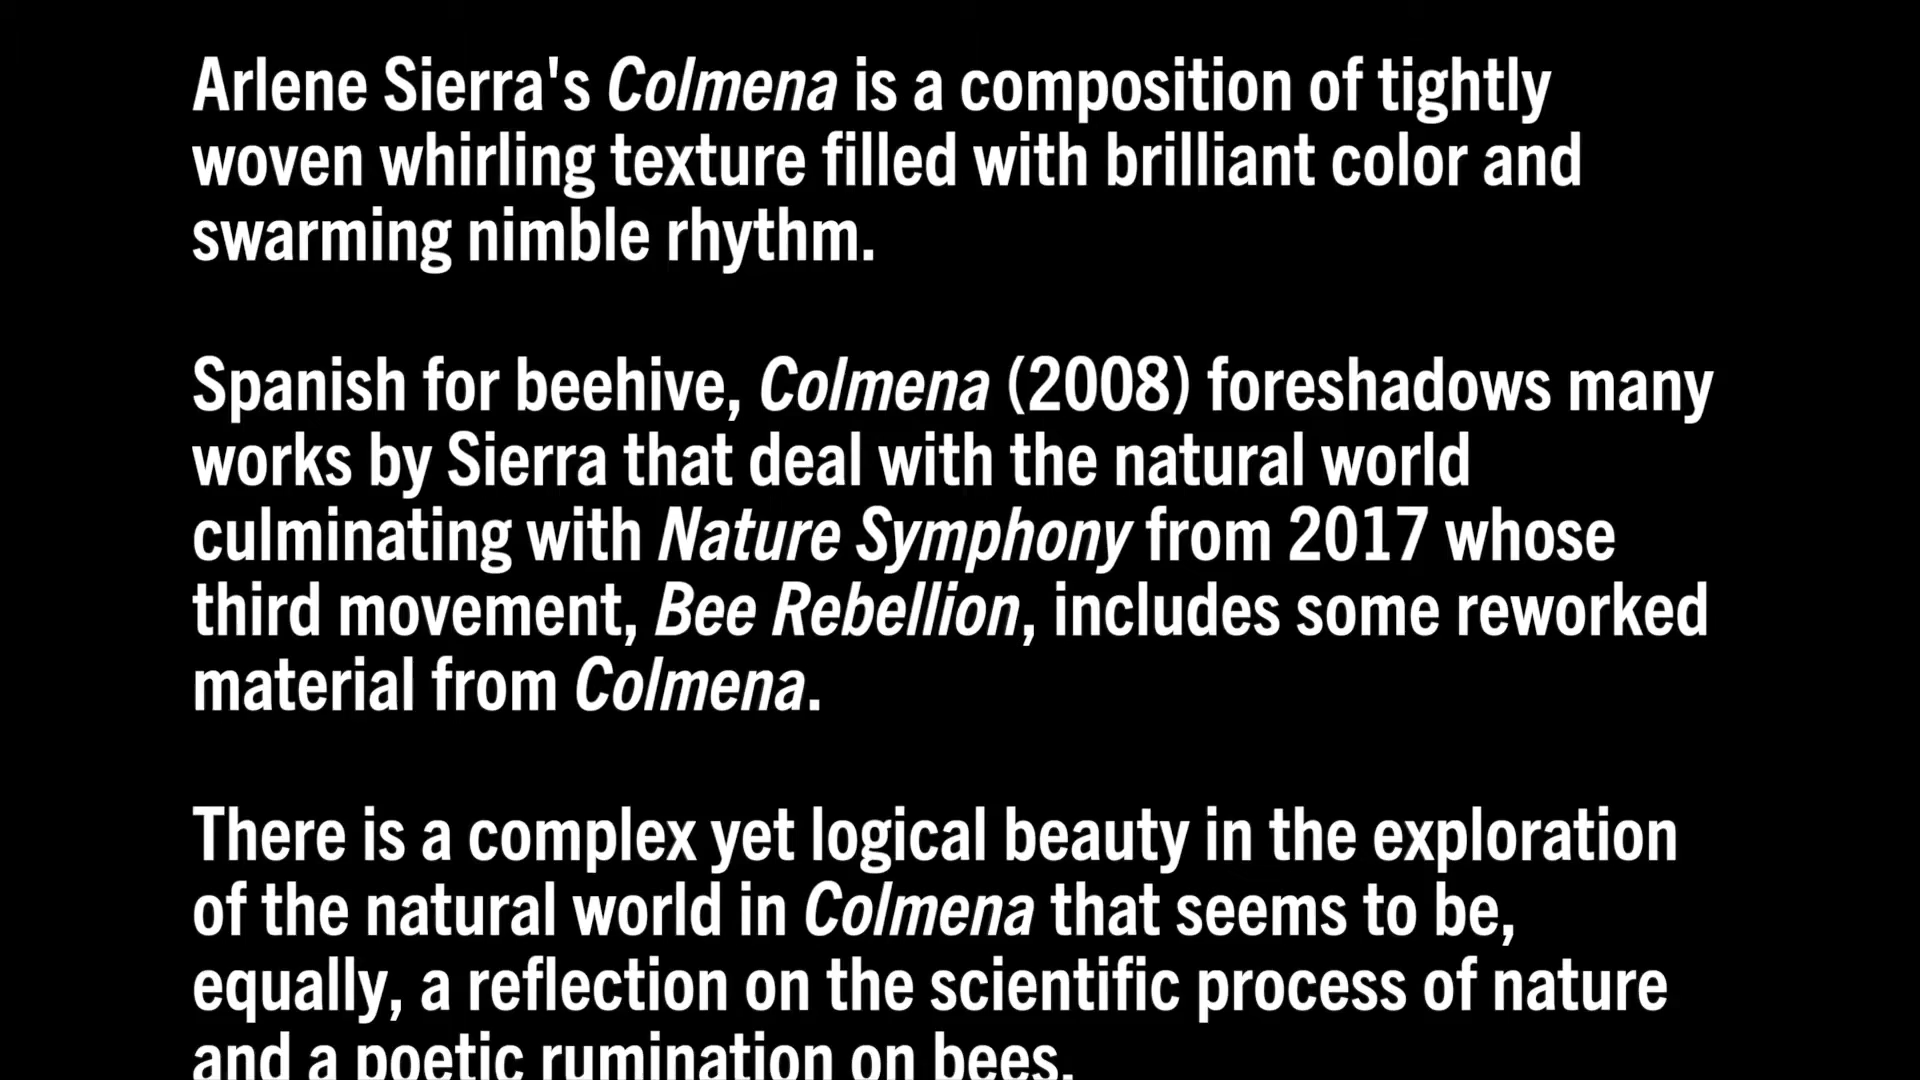 Arlene Sierra's Colmena is a composition of tightly
woven whirling texture filled with brilliant color and
swarming nimble rhythm.
Spanish for beehive, Colmena (2008) foreshadows many
works by Sierra that deal with the natural world
culminating with Nature Symphony from 2017 whose
third movement, Bee Rebellion, includes some reworked
material from Colmena.
There is a complex yet logical beauty in the exploration
of the natural world in Colmena that seems to be,
equally, a reflection on the scientific process of nature
and a poetic rumination on bees.